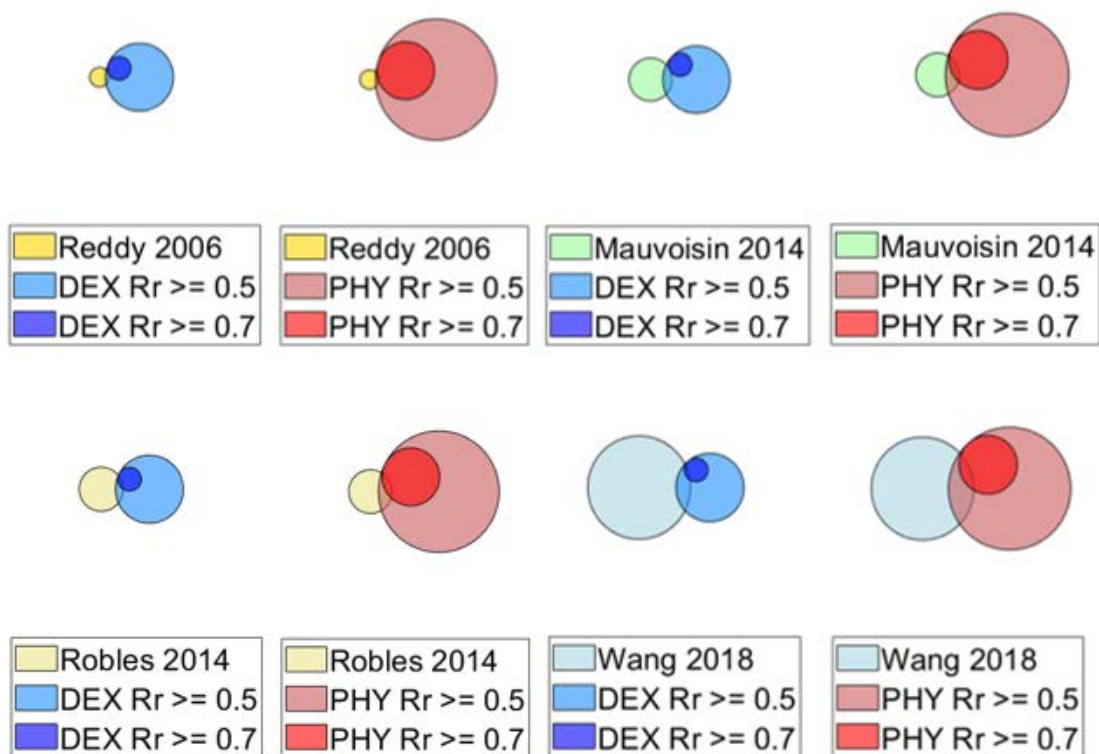 Reddy 2006
DEX Rr >= 0.5
DEX Rr >= 0.7
Reddy 2006
PHY Rr >= 0.5
PHY Rr >= 0.7
Mauvoisin 2014
DEX Rr >= 0.5
DEX Rr >= 0.7
Mauvoisin 2014
PHY Rr >= 0.5
PHY Rr >= 0.7
Robles 2014
DEX Rr >= 0.5
DEX Rr >= 0.7
Robles 2014
PHY Rr >= 0.5
PHY Rr >= 0.7
Wang 2018
DEX Rr >= 0.5
DEX Rr >= 0.7
Wang 2018
PHY Rr >= 0.5
PHY Rr >= 0.7